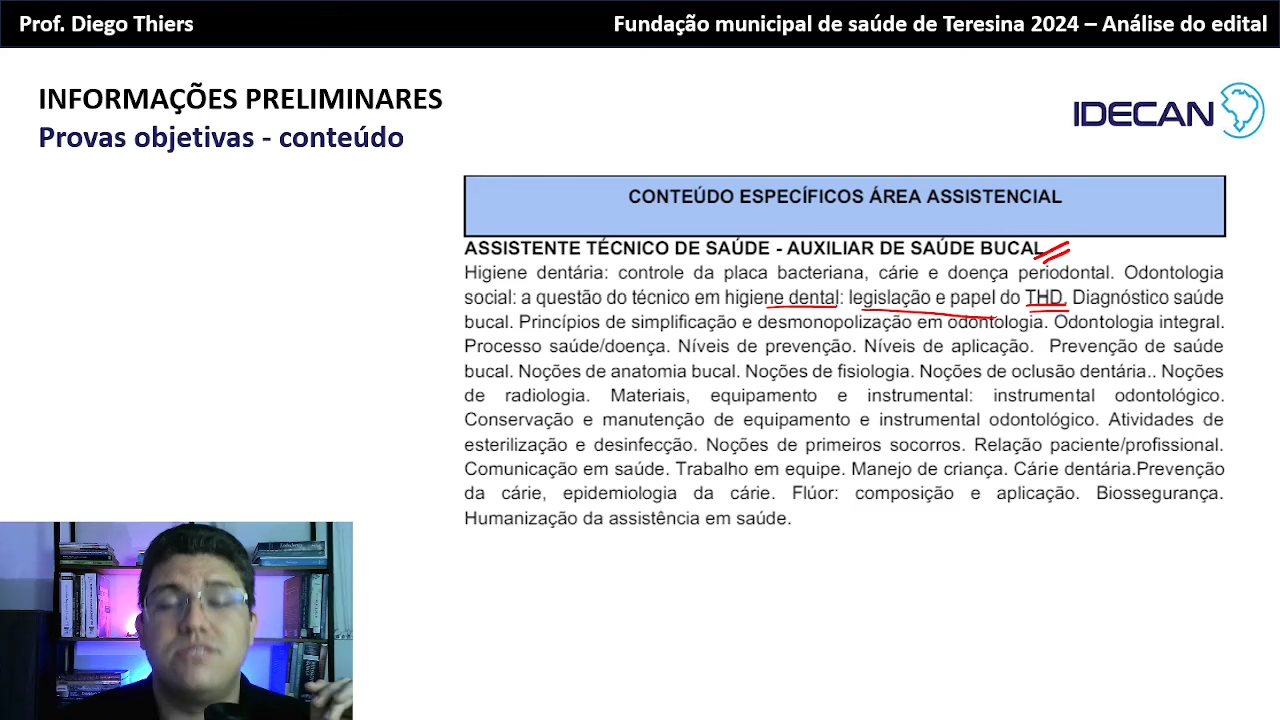 Prof. Diego Thiers
Fundação municipal de saúde de Teresina 2024 – Análise do edital
INFORMAÇÕES PRELIMINARES
Provas objetivas - conteúdo
IDECAN
CONTEÚDO ESPECÍFICOS ÁREA ASSISTENCIAL
ASSISTENTE TÉCNICO DE SAÚDE - AUXILIAR DE SAÚDE BUCAL
Higiene dentária: controle da placa bacteriana, cárie e doença periodontal. Odontologia
social: a questão do técnico em higiene dental: legislação e papel do THD. Diagnóstico saúde
bucal. Princípios de simplificação e desmonopolização em odontologia. Odontologia integral.
Processo saúde/doença. Níveis de prevenção. Níveis de aplicação. Prevenção de saúde
bucal. Noções de anatomia bucal. Noções de fisiologia. Noções de oclusão dentária.. Noções
de radiologia. Materiais, equipamento e instrumental: instrumental odontológico.
Conservação e manutenção de equipamento e instrumental odontológico. Atividades de
esterilização e desinfecção. Noções de primeiros socorros. Relação paciente/profissional.
Comunicação em saúde. Trabalho em equipe. Manejo de criança. Cárie dentária.Prevenção
da cárie, epidemiologia da cárie. Flúor: composição e aplicação. Biossegurança.
Humanização da assistência em saúde.